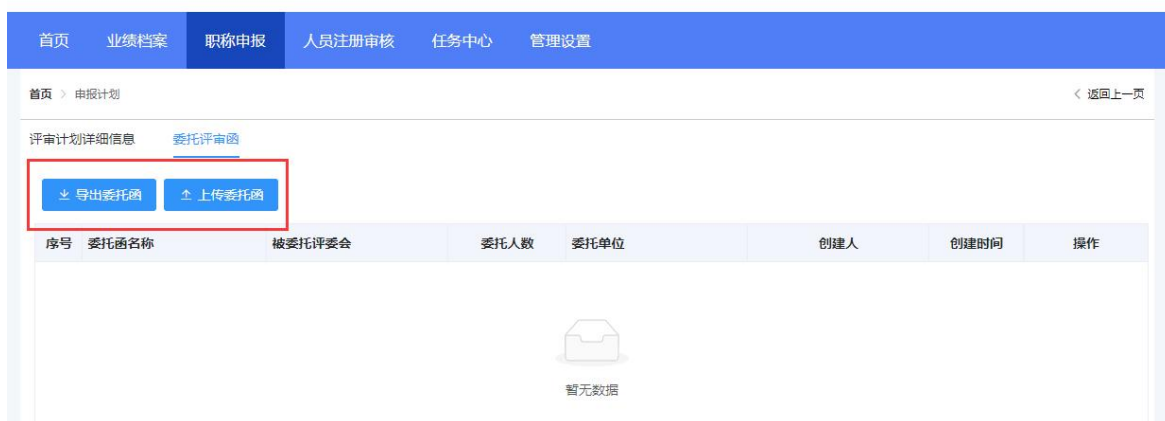 首页 业绩档案 职称申报 人员注册审核 任务中心 管理设置
首页 > 申报计划 < 返回上一页
评审计划详细信息 委托评审函
导出委托函 上传委托函
序号 委托函名称 被委托评委会 委托人数 委托单位 创建人 创建时间 操作
暂无数据